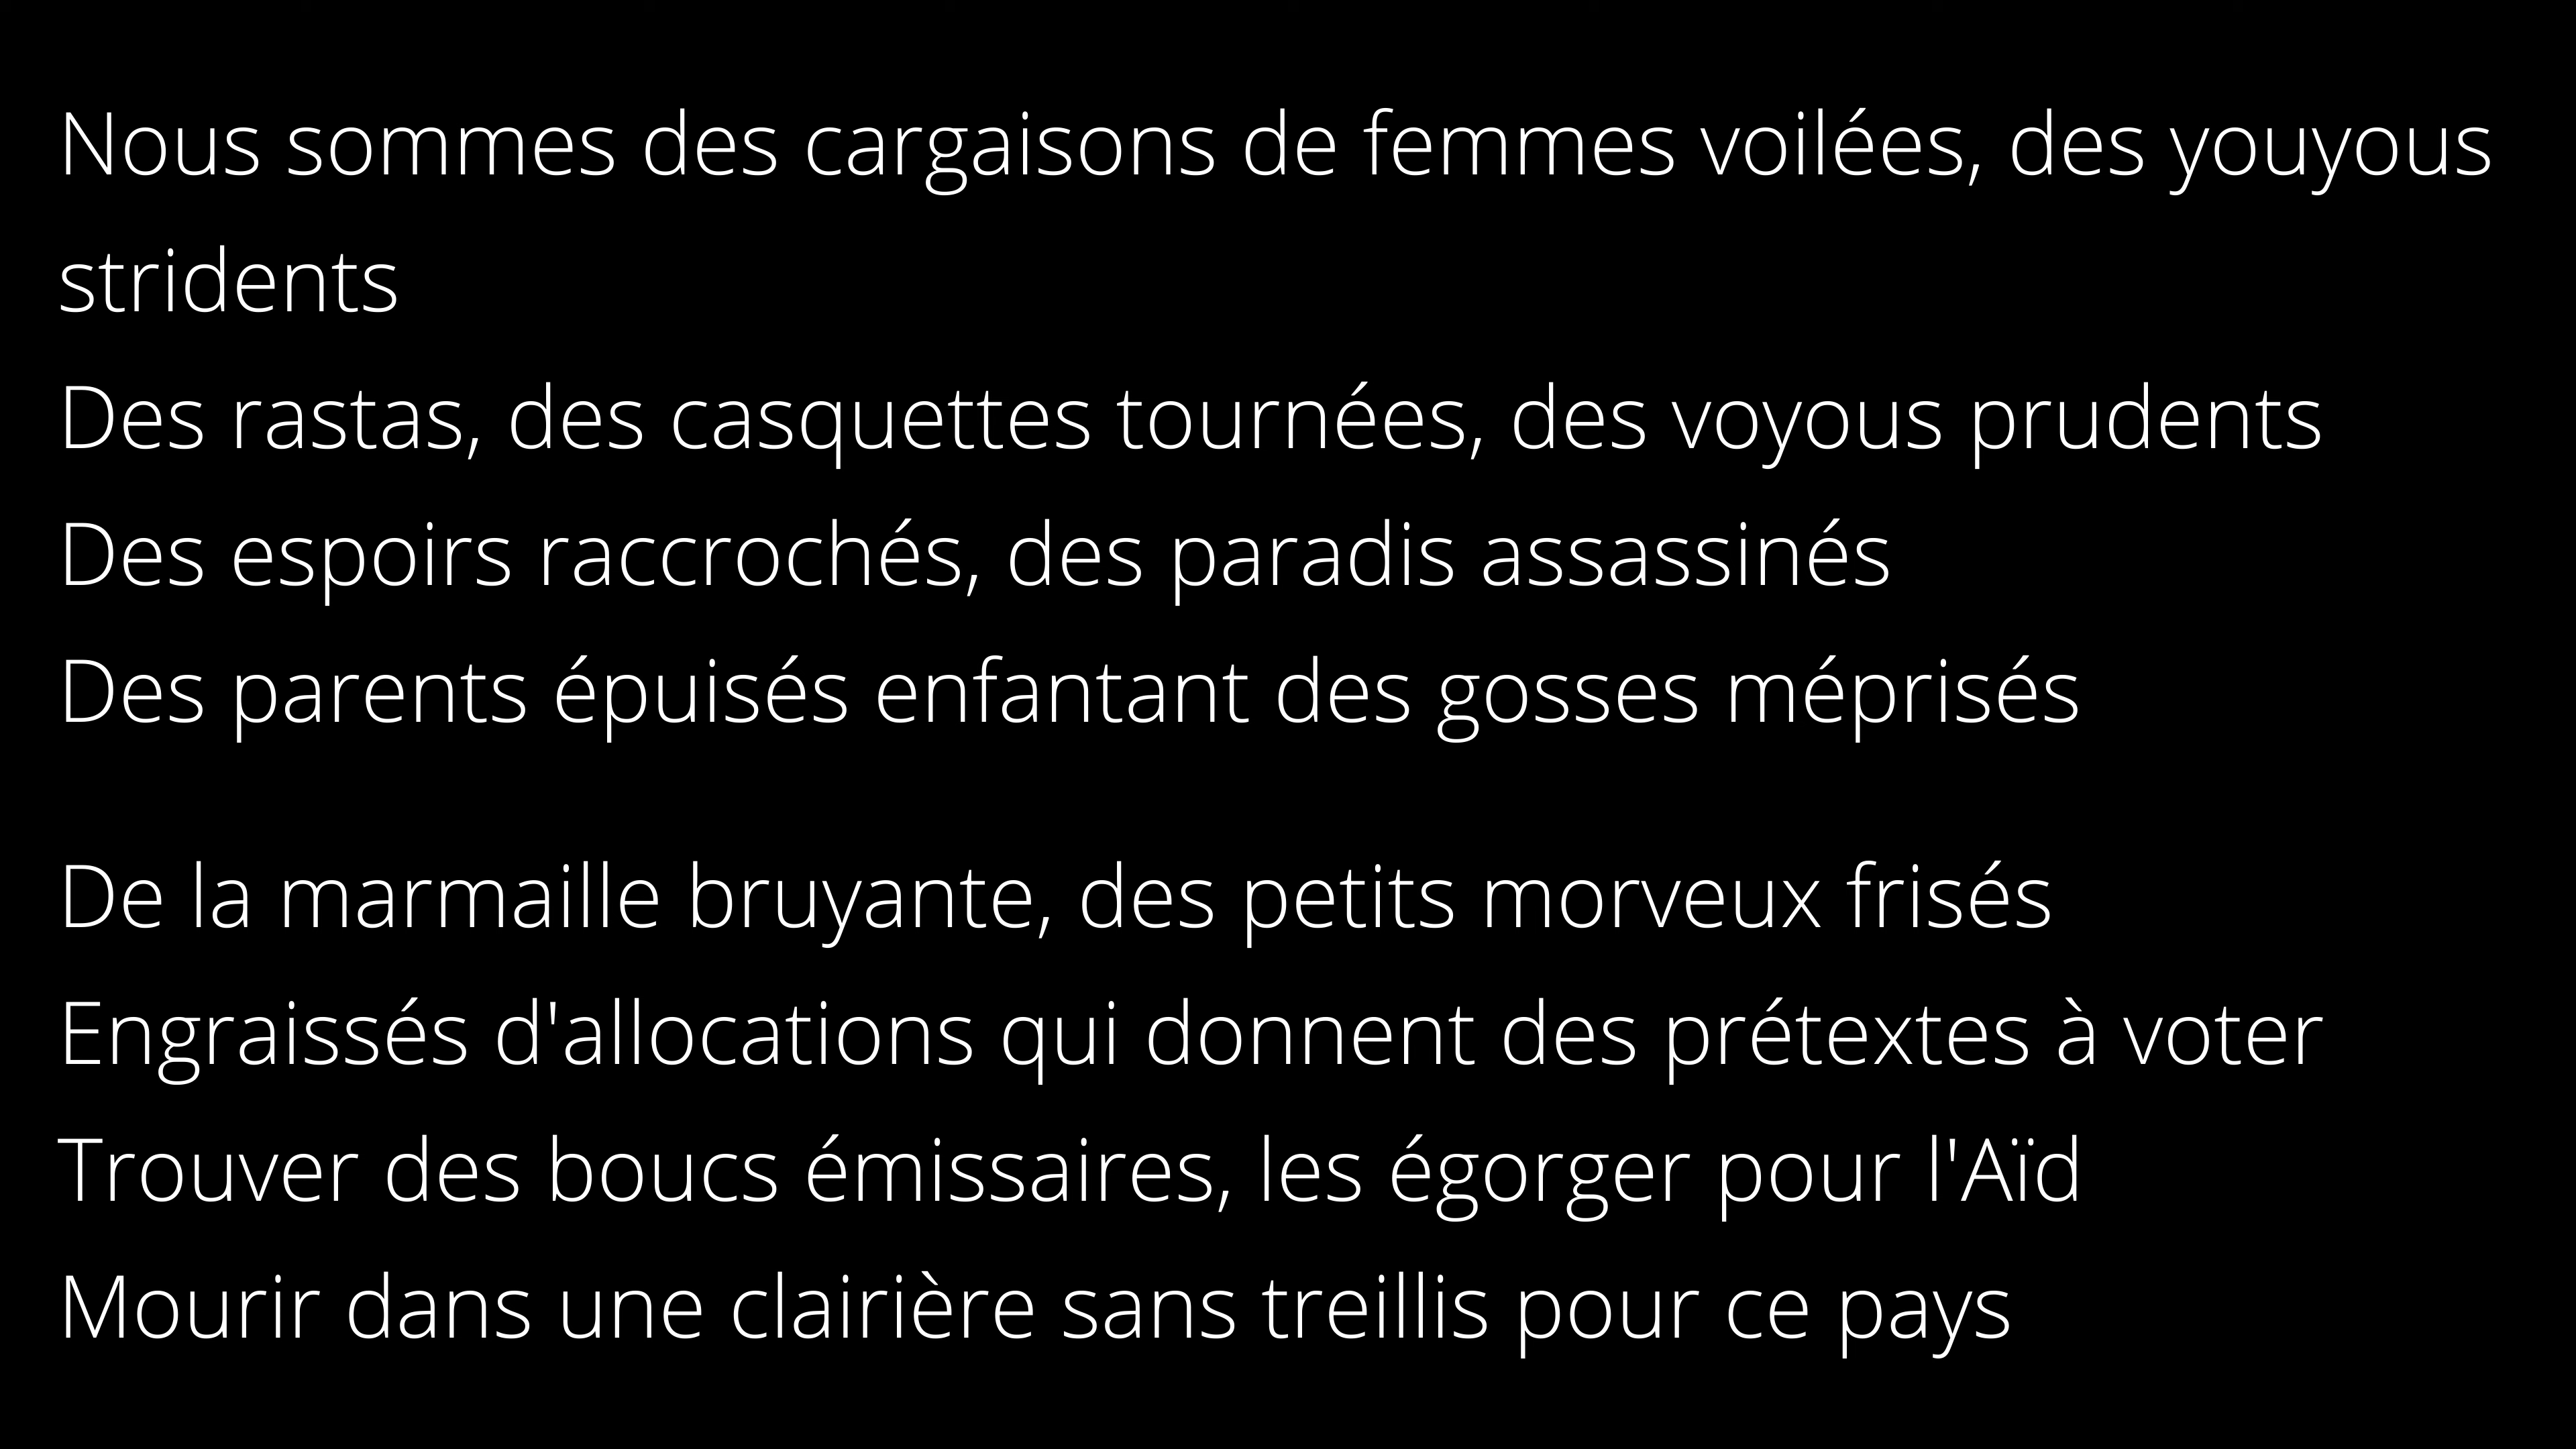 Nous sommes des cargaisons de femmes voilées, des youyous
stridents
Des rastas, des casquettes tournées, des voyous prudents
Des espoirs raccrochés, des paradis assassinés
Des parents épuisés enfantant des gosses méprisés
De la marmaille bruyante, des petits morveux frisés
Engraissés d'allocations qui donnent des prétextes à voter
Trouver des boucs émissaires, les égorger pour l'Aïd
Mourir dans une clairière sans treillis pour ce pays